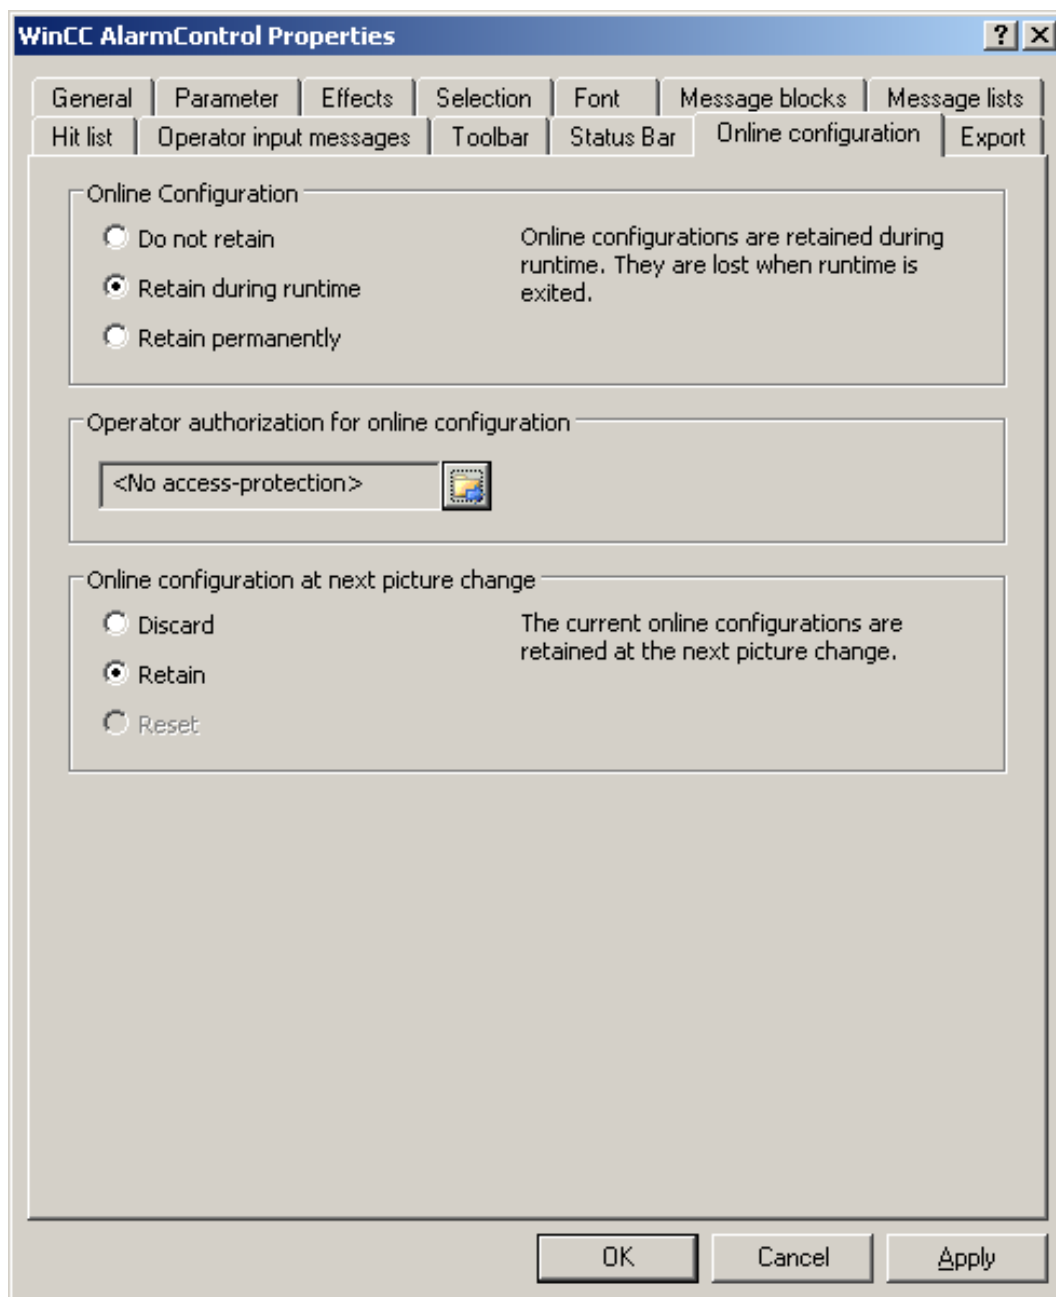 WinCC AlarmControl Properties
General Parameter Effects Selection Font Message blocks Message lists
Hit list Operator input messages Toolbar Status Bar Online configuration Export
Online Configuration
Do not retain
Retain during runtime
Retain permanently
Online configurations are retained during
runtime. They are lost when runtime is
exited.
Operator authorization for online configuration
<No access-protection>
Online configuration at next picture change
Discard
Retain
Reset
The current online configurations are
retained at the next picture change.
OK Cancel Apply